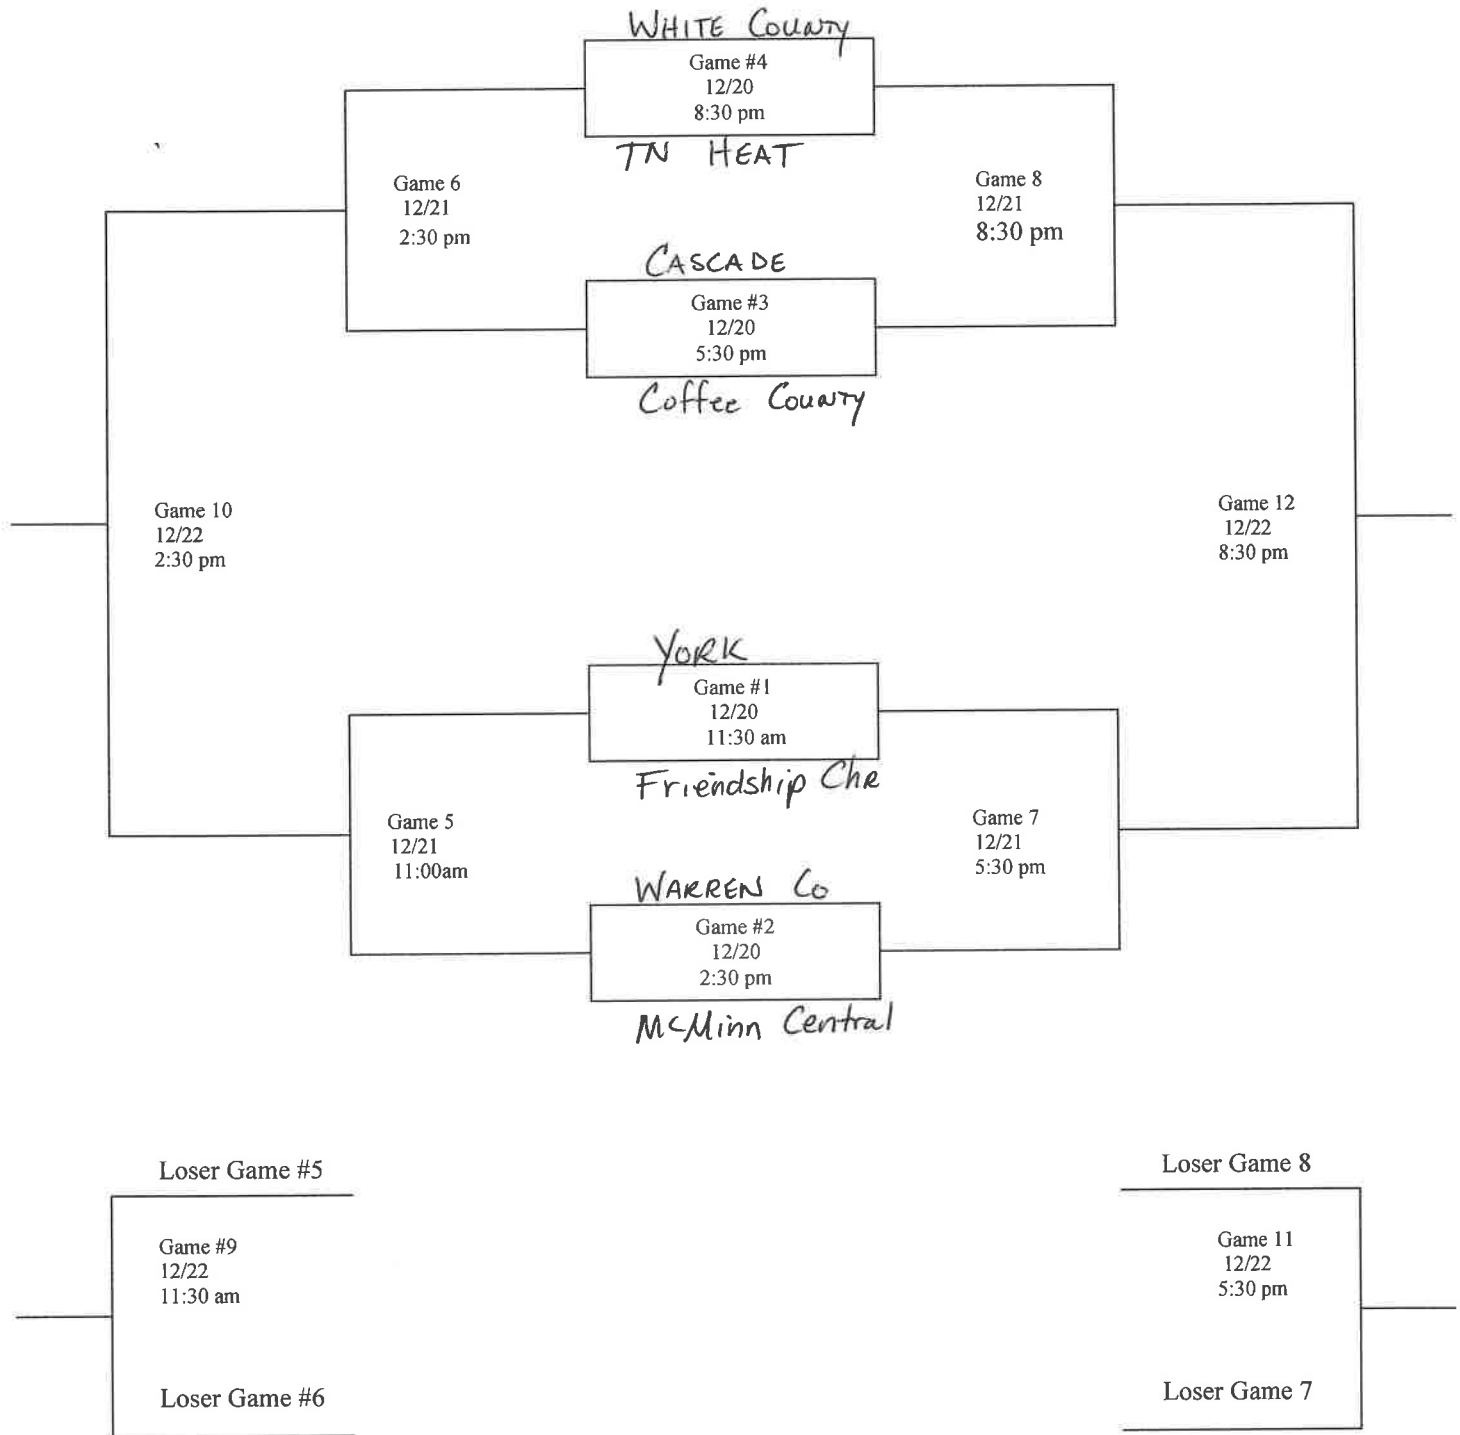 WHITE COUNTY
Game #4
12/20
8:30 pm
TN HEAT
Game 6
12/21
2:30 pm
Game 8
12/21
8:30 pm
CASCADE
Game #3
12/20
5:30 pm
Coffee County
Game 10
12/22
2:30 pm
Game 12
12/22
8:30 pm
YORK
Game #1
12/20
11:30 am
Friendship Chr
Game 5
12/21
11:00am
Game 7
12/21
5:30 pm
WARREN Co
Game #2
12/20
2:30 pm
McMinn Central
Loser Game #5
Game #9
12/22
11:30 am
Loser Game #6
Loser Game 8
Game 11
12/22
5:30 pm
Loser Game 7